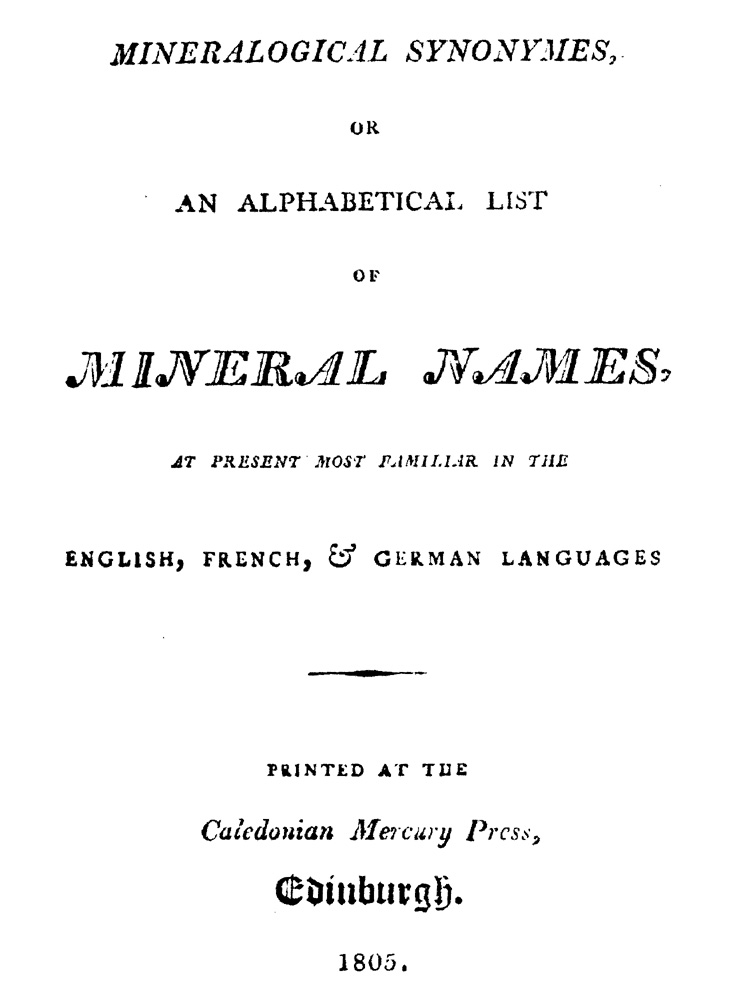 MINERALOGICAL SYNONYMES,
OR
AN ALPHABETICAL LIST
OF
MINERAL NAMES,
AT PRESENT MOST FAMILIAR IN THE
ENGLISH, FRENCH, & GERMAN LANGUAGES
PRINTED AT THE
Caledonian Mercury Press,
Edinburgh.
1805.